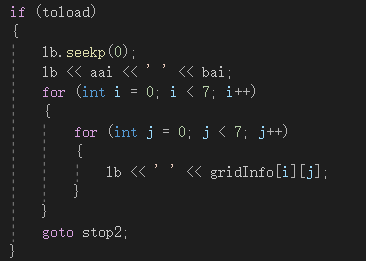 if (toload)
{
lb.seekp(0);
lb << aai << ' ' << bai;
for (int i = 0; i < 7; i++)
{
for (int j = 0; j < 7; j++)
{
lb << ' ' << gridInfo[i][j];
}
}
goto stop2;
}